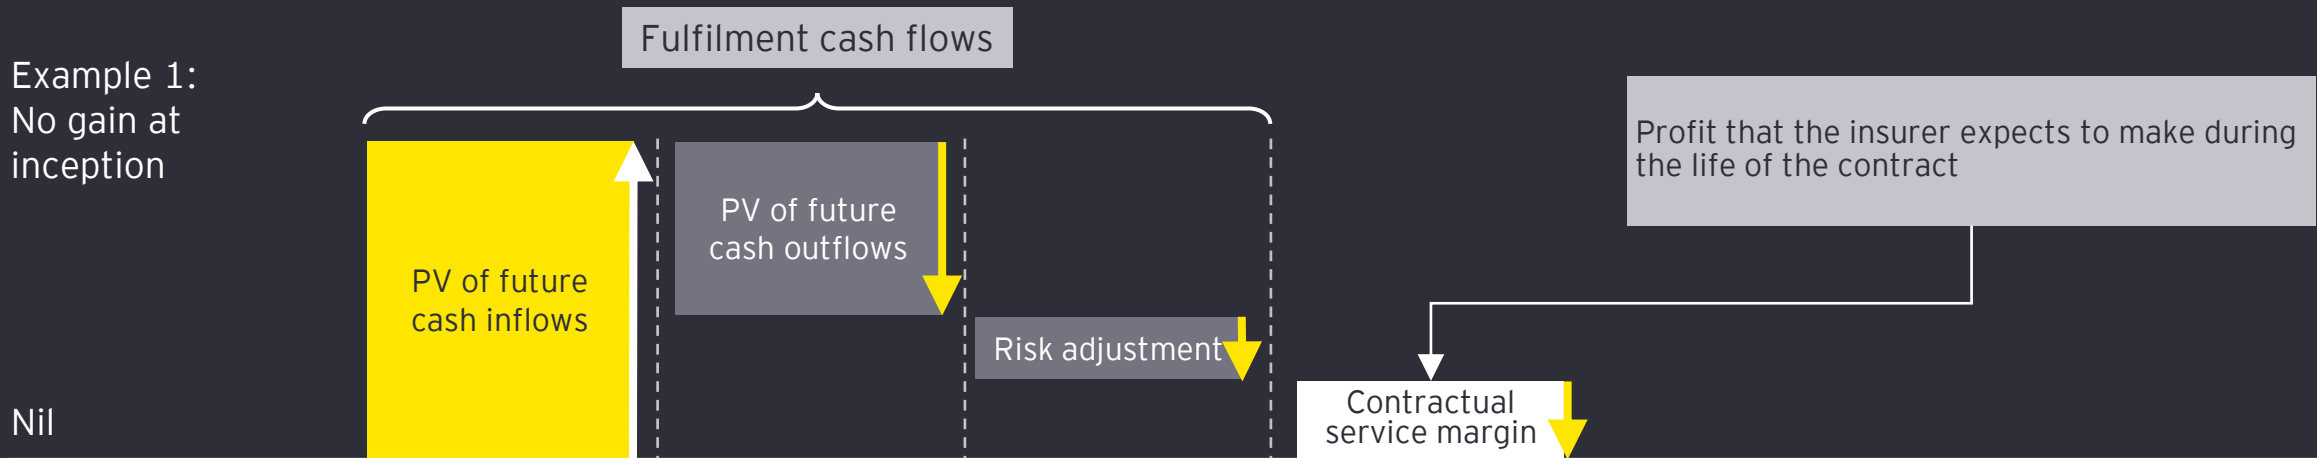 Fulfilment cash flows
Example 1:
No gain at
inception
Profit that the insurer expects to make during
the life of the contract
PV of future
cash outflows
PV of future
cash inflows
Risk adjustment
Contractual
service margin
Nil